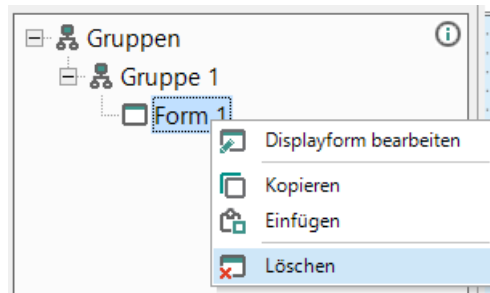 Gruppen
Gruppe 1
Form 1
Displayform bearbeiten
Kopieren
Einfügen
Löschen